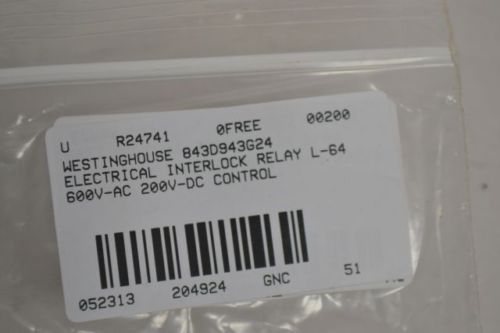 U R24741 0FREE 00200
WESTINGHOUSE 843D943G24
ELECTRICAL INTERLOCK RELAY L-64
600V-AC 200V-DC CONTROL
052313 204924 GNC 51